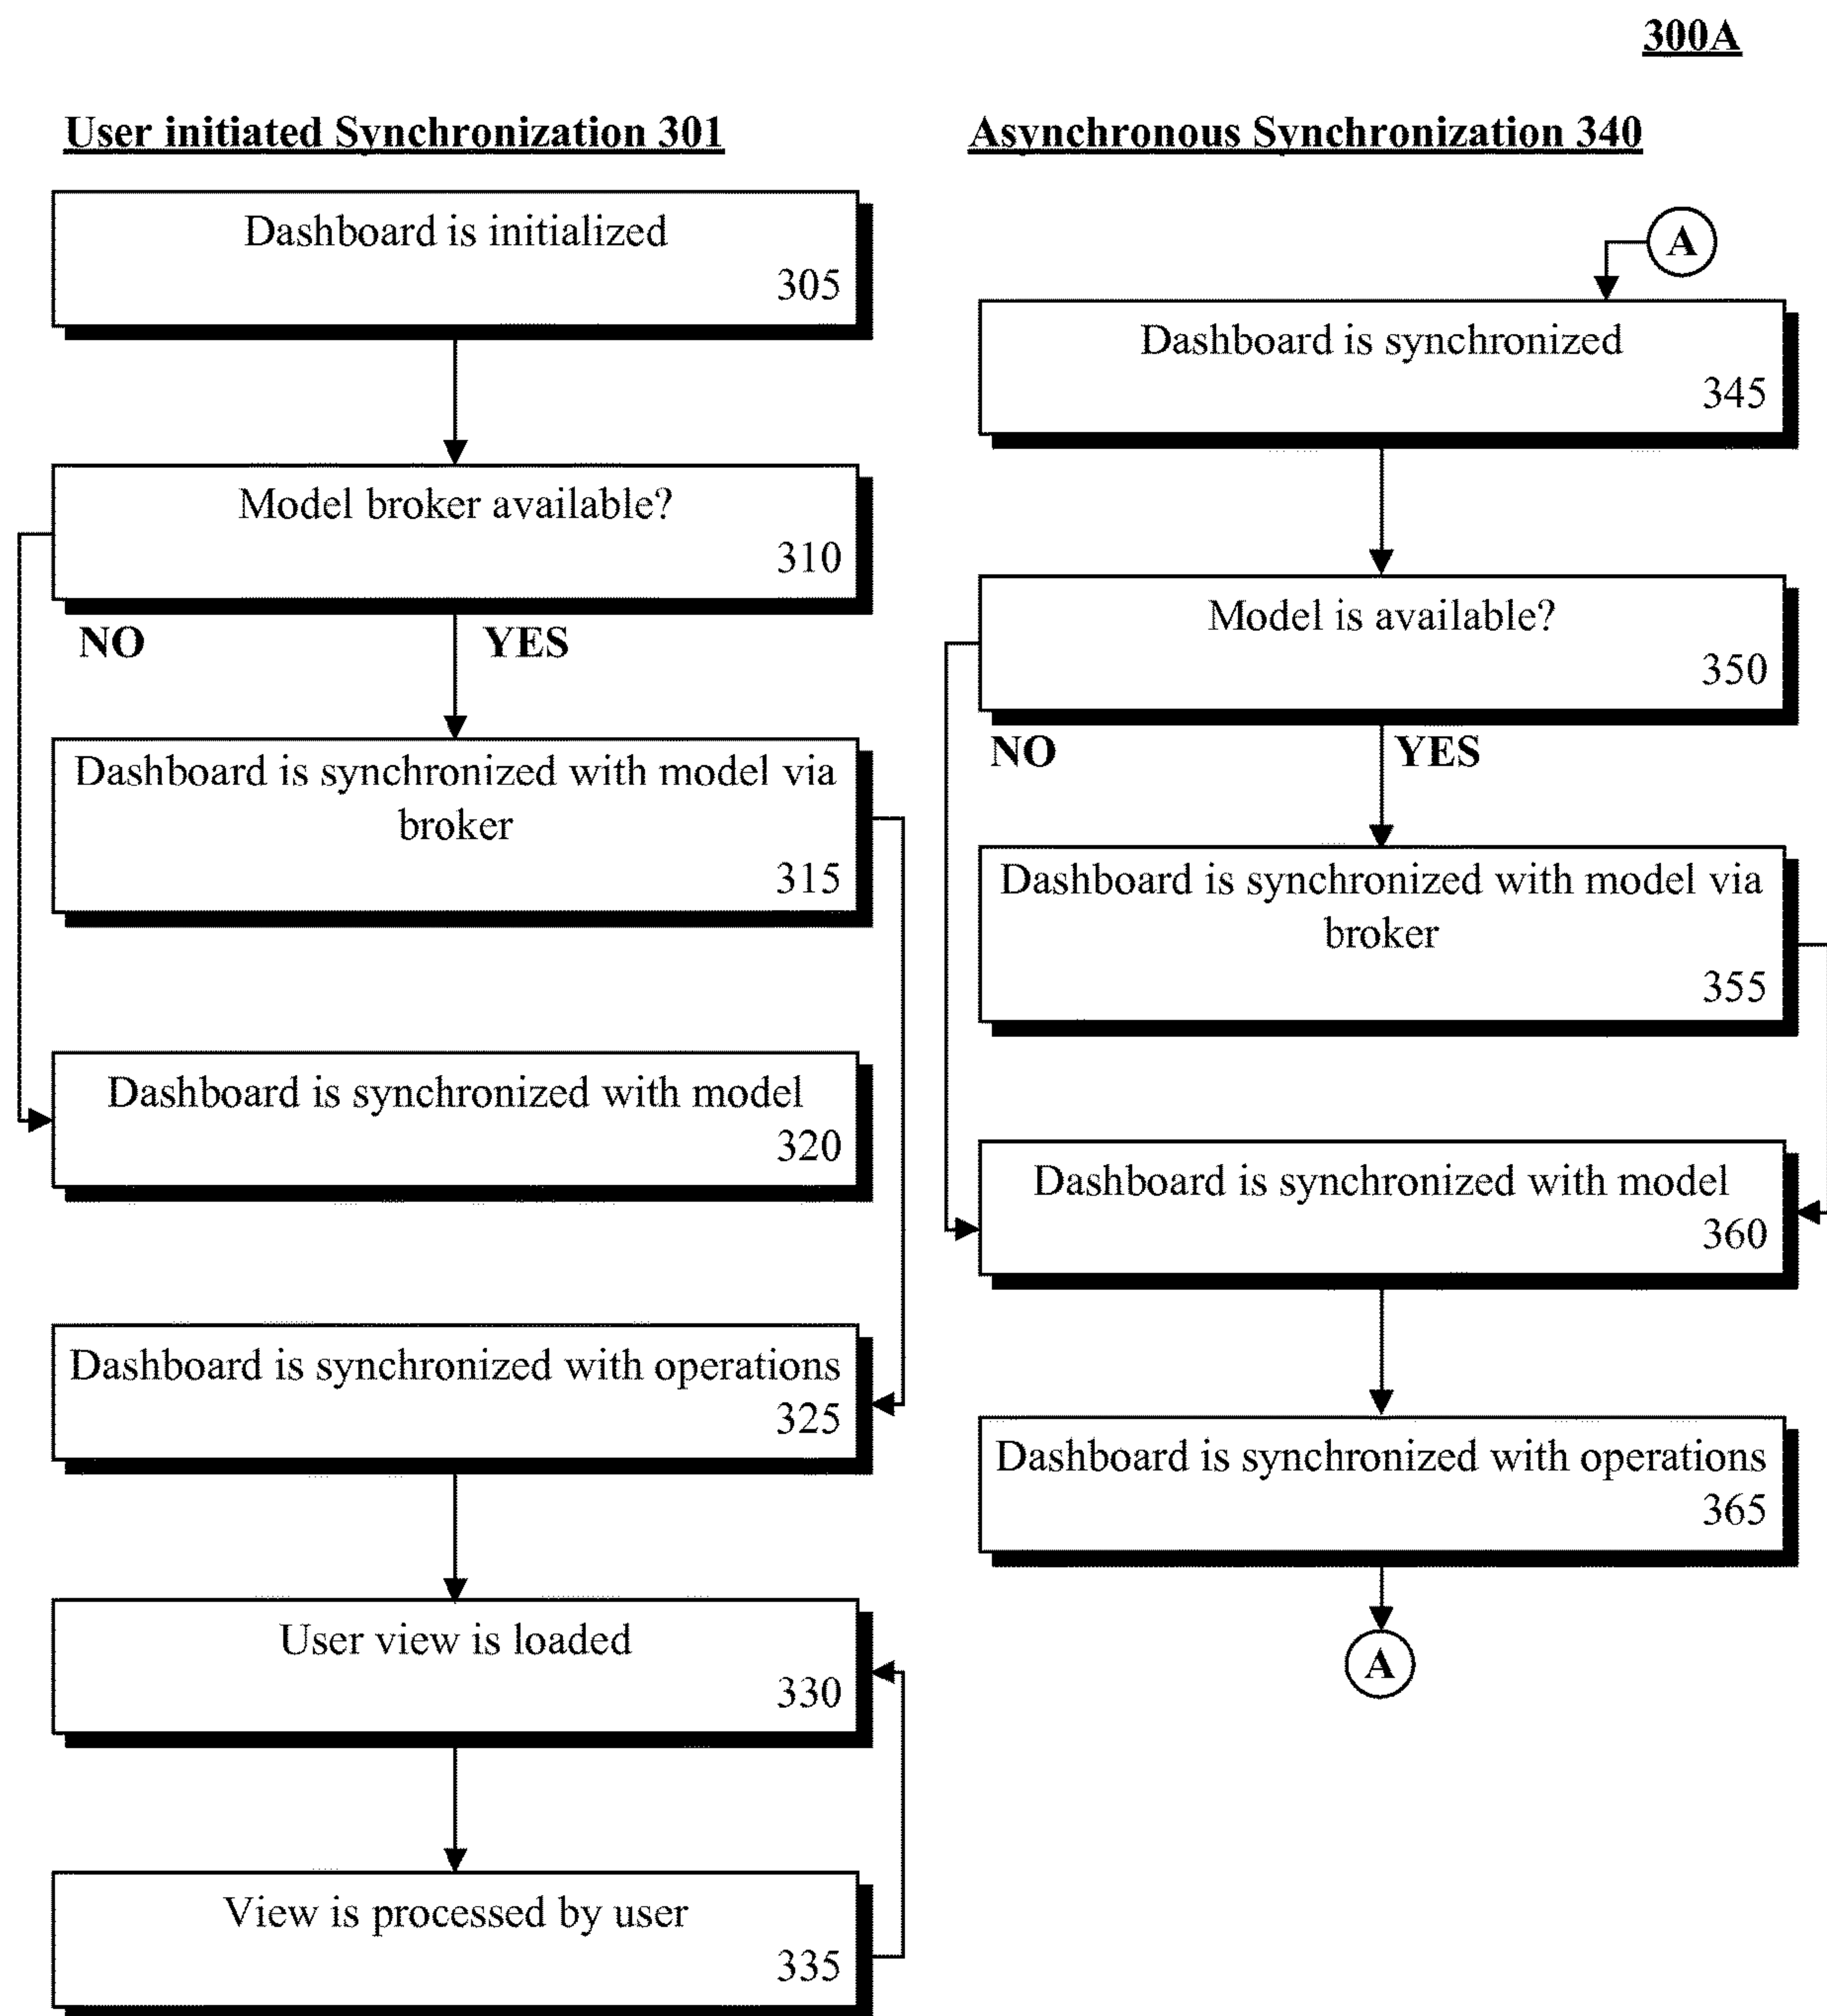 300A
User initiated Synchronization 301
Dashboard is initialized
305
Model broker available?
310
NO
YES
Dashboard is synchronized with model via
broker
315
Dashboard is synchronized with model
320
Dashboard is synchronized with operations
325
User view is loaded
330
View is processed by user
335
Asynchronous Synchronization 340
A
Dashboard is synchronized
345
Model is available?
350
NO
YES
Dashboard is synchronized with model via
broker
355
Dashboard is synchronized with model
360
Dashboard is synchronized with operations
365
A